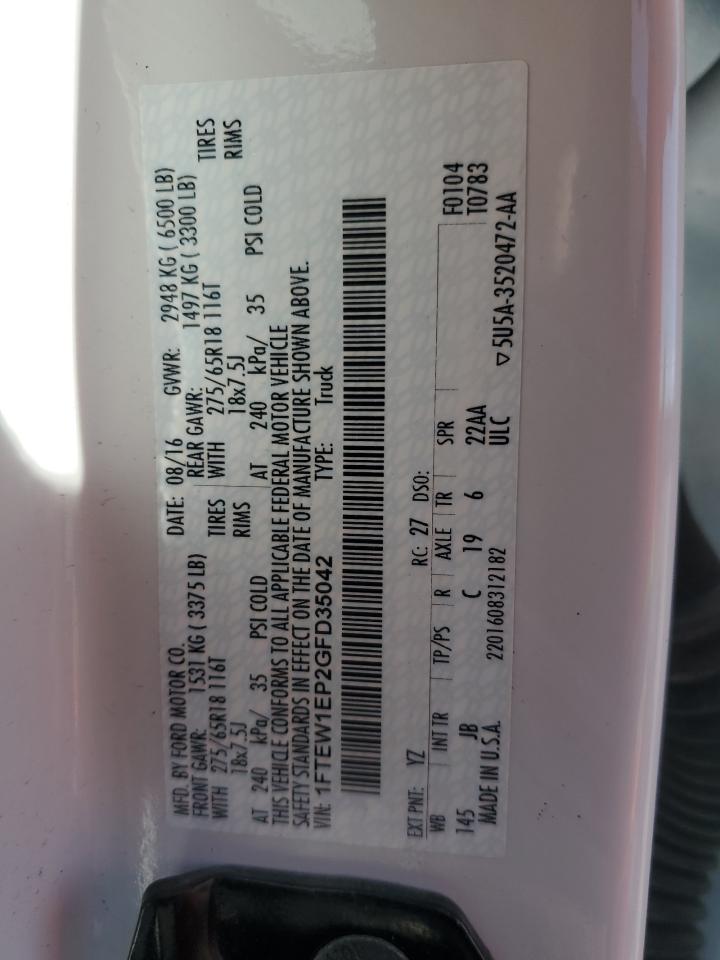 MFD. BY FORD MOTOR CO.
DATE: 08/16 GVWR: 2948 KG ( 6500 LB)
FRONT GAWR: 1531 KG ( 3375 LB)
REAR GAWR: 1497 KG ( 3300 LB)
WITH 275/65R18 116T TIRES
WITH 275/65R18 116T TIRES
18x7.5J RIMS
18x7.5J RIMS
AT 240 kPa/ 35 PSI COLD
AT 240 kPa/ 35 PSI COLD
THIS VEHICLE CONFORMS TO ALL APPLICABLE FEDERAL MOTOR VEHICLE
SAFETY STANDARDS IN EFFECT ON THE DATE OF MANUFACTURE SHOWN ABOVE.
VIN: 1FTEW1EP2GFD35042 TYPE: Truck
EXT PNT: YZ RC: 27 DSO:
WB INT TR TP/PS R AXLE TR SPR
F0104
145 JB C 19 6 22AA
T0783
MADE IN U.S.A. 2201608312182 ULC
▽5U5A-3520472-AA